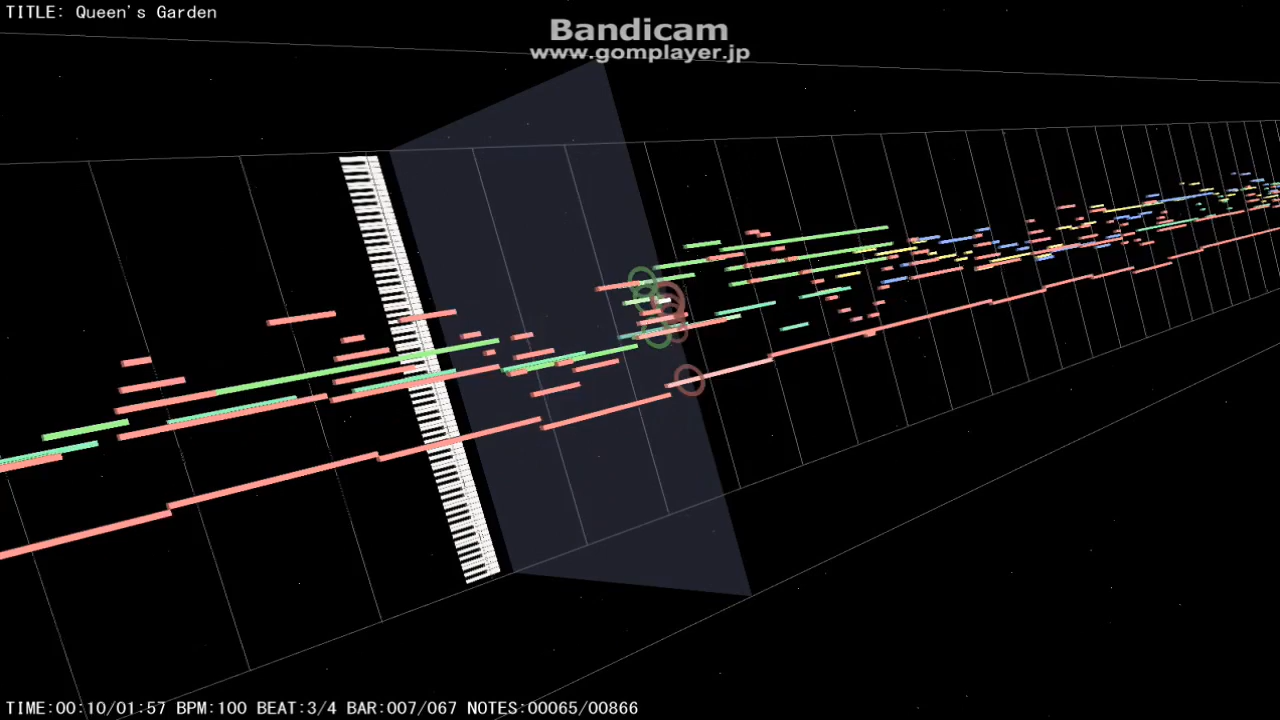 TITLE: Queen's Garden
Bandicam
www.gomplayer.jp
TIME:00:10/01:57 BPM:100 BEAT:3/4 BAR:007/067 NOTES:00065/00866